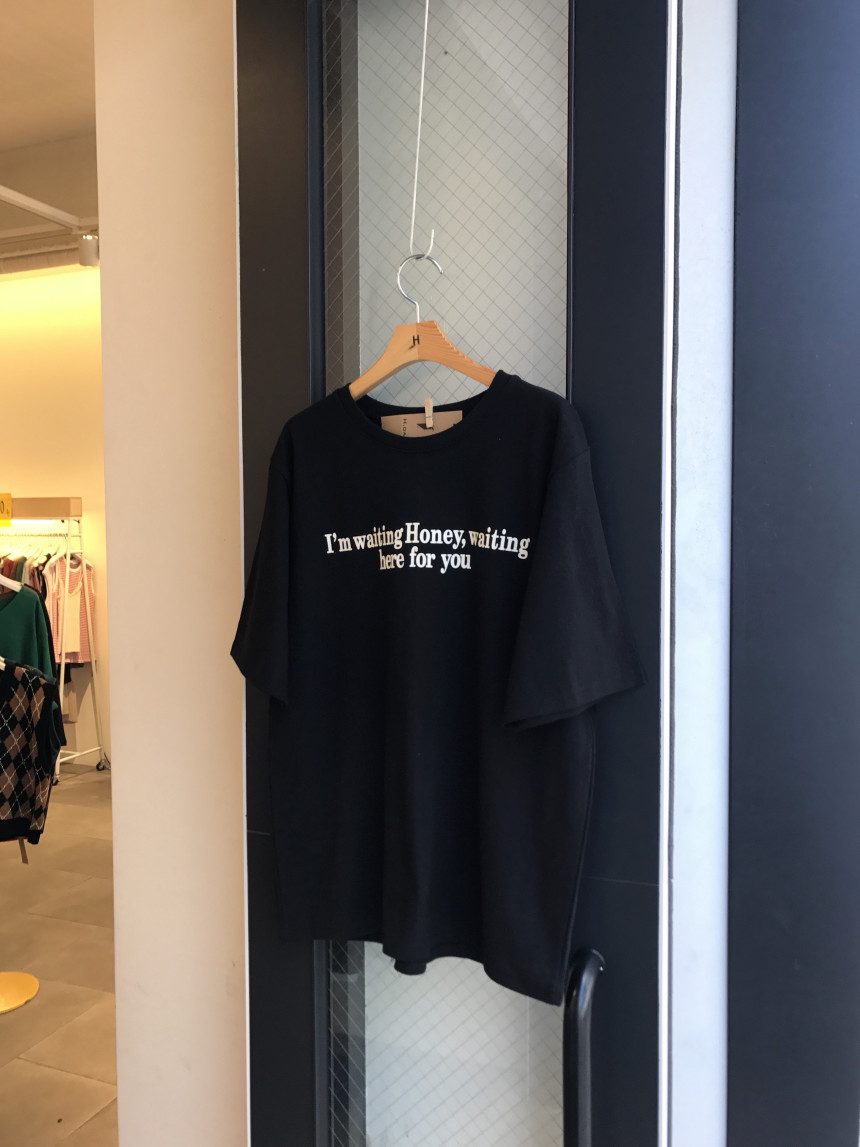 H
I'm waiting Honey, waiting
here for you